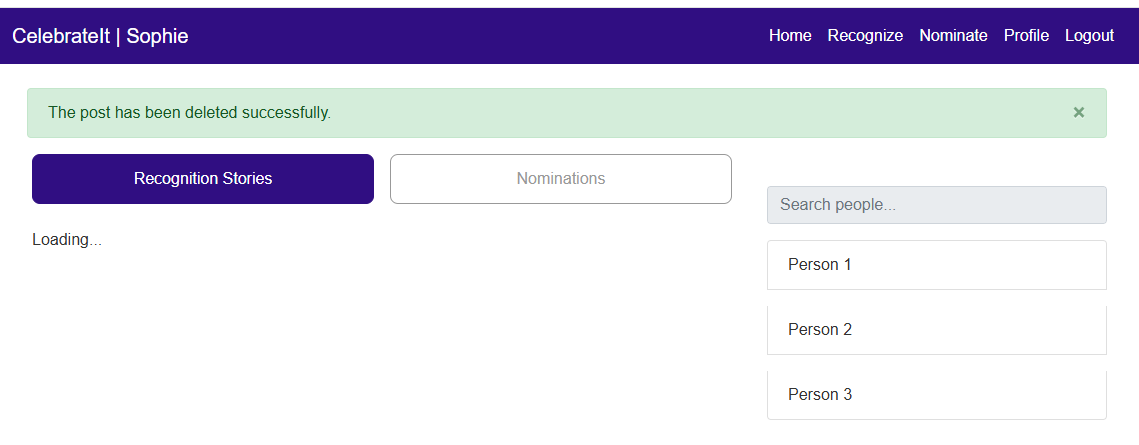 CelebrateIt | Sophie
Home Recognize Nominate Profile Logout
The post has been deleted successfully. ×
Recognition Stories
Nominations
Loading...
Search people...
Person 1
Person 2
Person 3